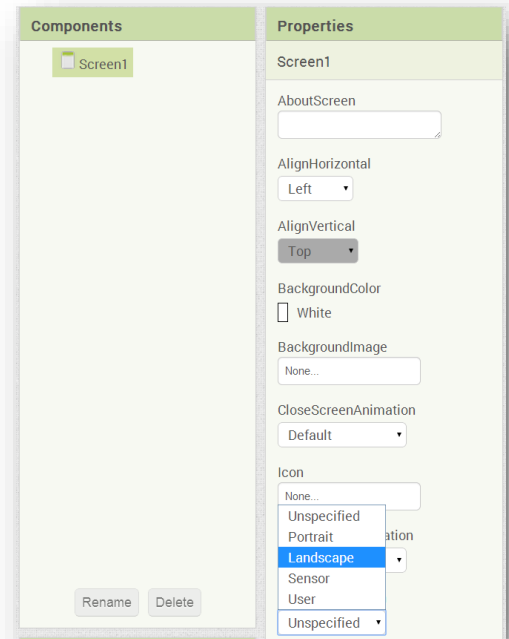 Components
Screen1
Rename
Delete
Properties
Screen1
AboutScreen
AlignHorizontal
Left
AlignVertical
Top
BackgroundColor
White
BackgroundImage
None...
CloseScreenAnimation
Default
Icon
None...
Unspecified
Portrait
Landscape
Sensor
User
Unspecified